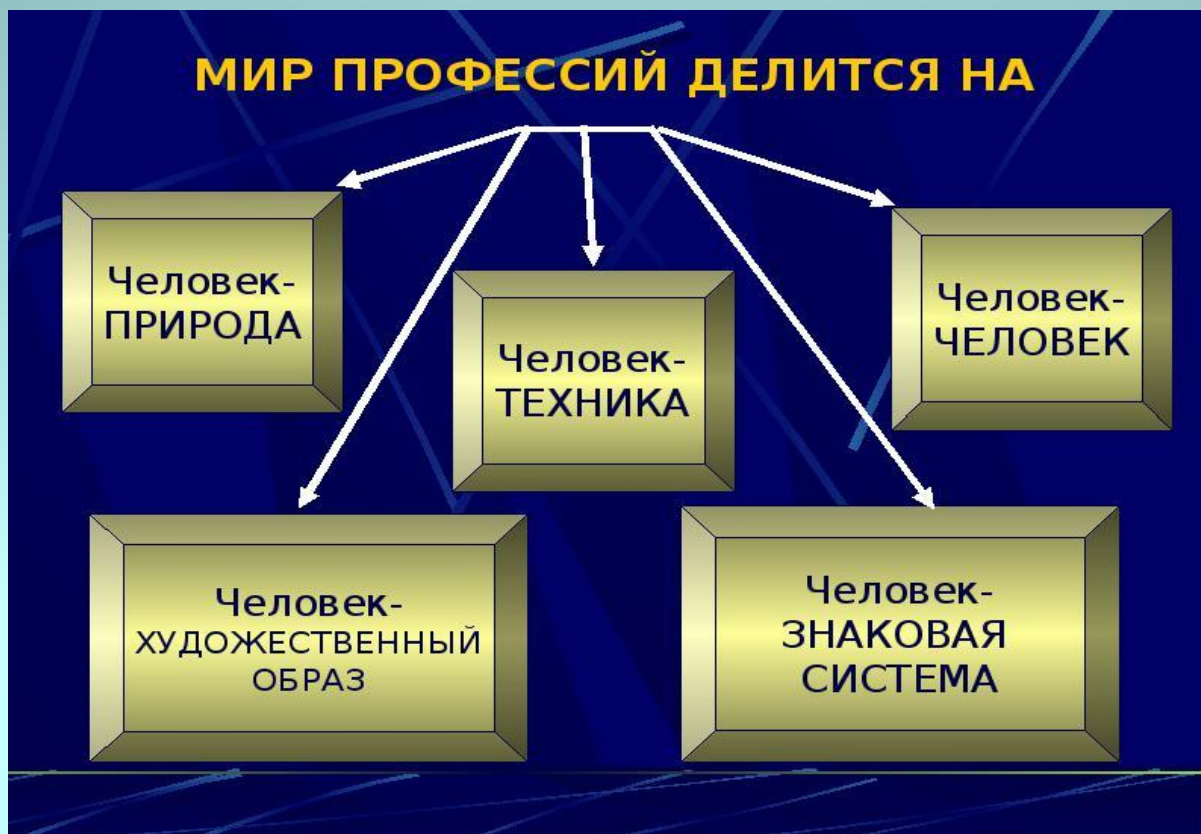 МИР ПРОФЕССИЙ ДЕЛИТСЯ НА
Человек-
ПРИРОДА
Человек-
ТЕХНИКА
Человек-
ЧЕЛОВЕК
Человек-
ХУДОЖЕСТВЕННЫЙ
ОБРАЗ
Человек-
ЗНАКОВАЯ
СИСТЕМА